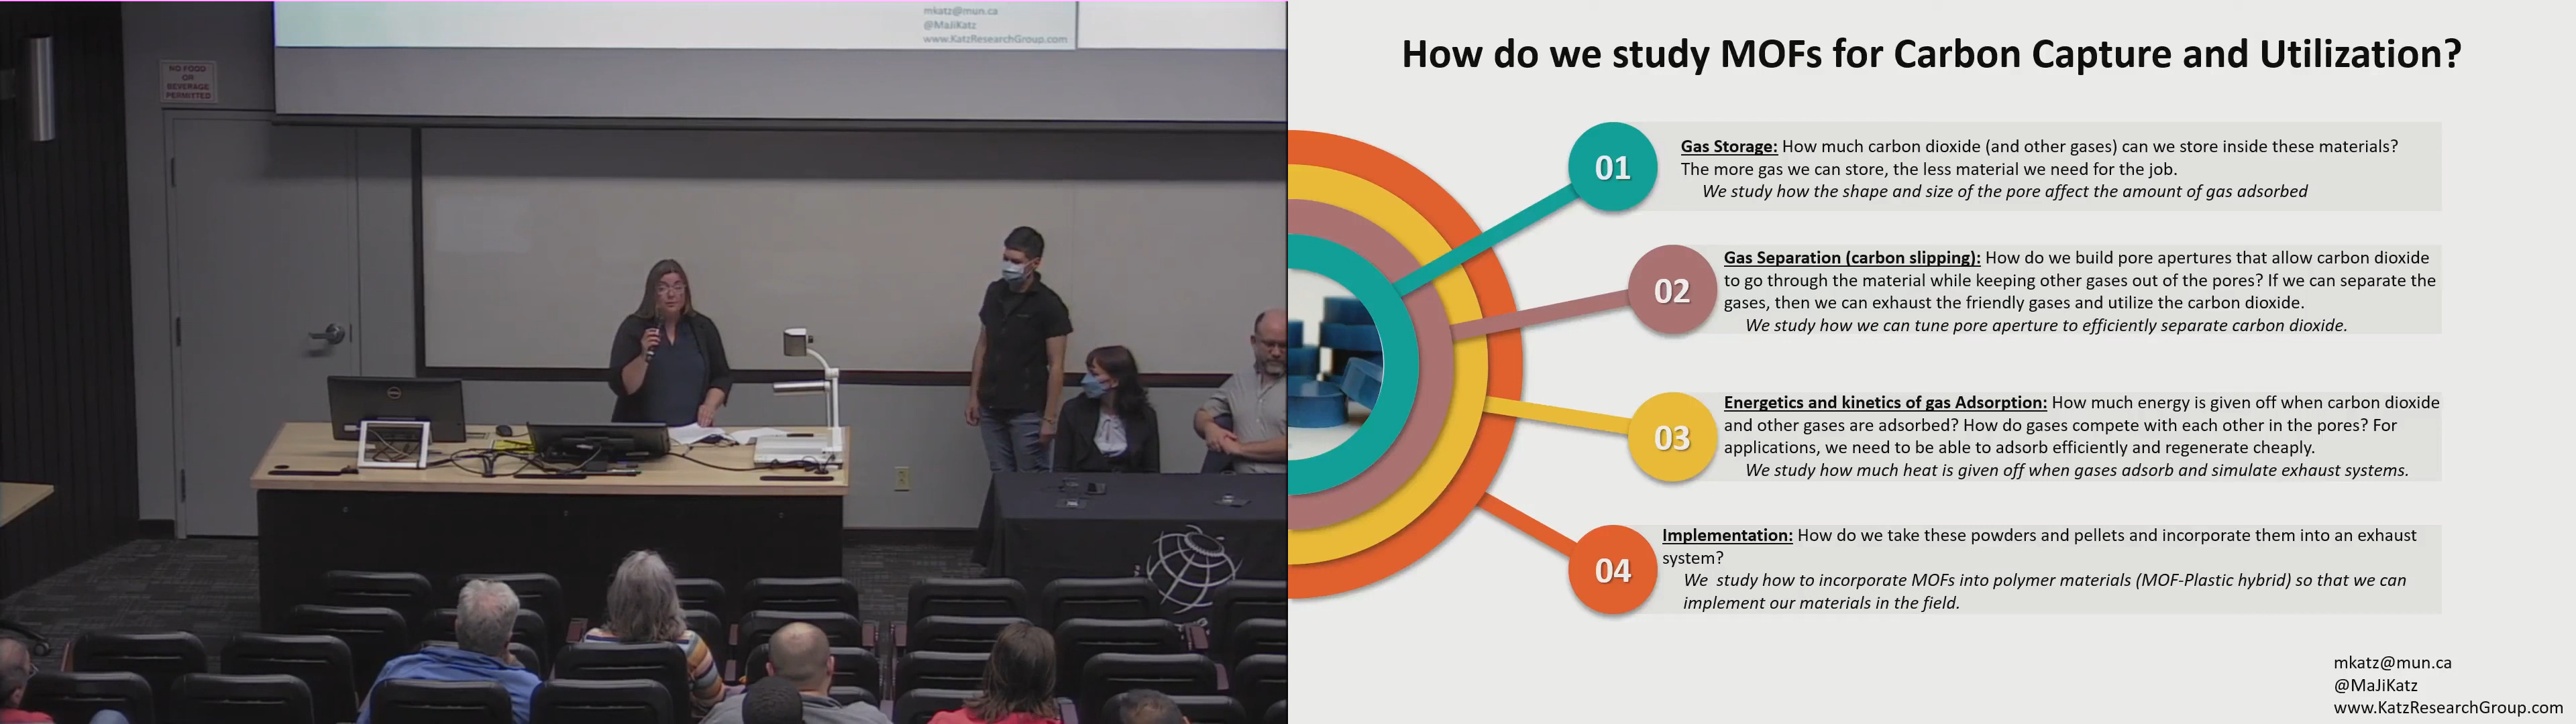 mkatz@mun.ca
@MaJiKatz
www.KatzResearchGroup.com
NO FOOD
OR
BEVERAGE
PERMITTED
DELL
How do we study MOFs for Carbon Capture and Utilization?
01
Gas Storage: How much carbon dioxide (and other gases) can we store inside these materials?
The more gas we can store, the less material we need for the job.
We study how the shape and size of the pore affect the amount of gas adsorbed
02
Gas Separation (carbon slipping): How do we build pore apertures that allow carbon dioxide
to go through the material while keeping other gases out of the pores? If we can separate the
gases, then we can exhaust the friendly gases and utilize the carbon dioxide.
We study how we can tune pore aperture to efficiently separate carbon dioxide.
03
Energetics and kinetics of gas Adsorption: How much energy is given off when carbon dioxide
and other gases are adsorbed? How do gases compete with each other in the pores? For
applications, we need to be able to adsorb efficiently and regenerate cheaply.
We study how much heat is given off when gases adsorb and simulate exhaust systems.
04
Implementation: How do we take these powders and pellets and incorporate them into an exhaust
system?
We study how to incorporate MOFs into polymer materials (MOF-Plastic hybrid) so that we can
implement our materials in the field.
mkatz@mun.ca
@MaJiKatz
www.KatzResearchGroup.com